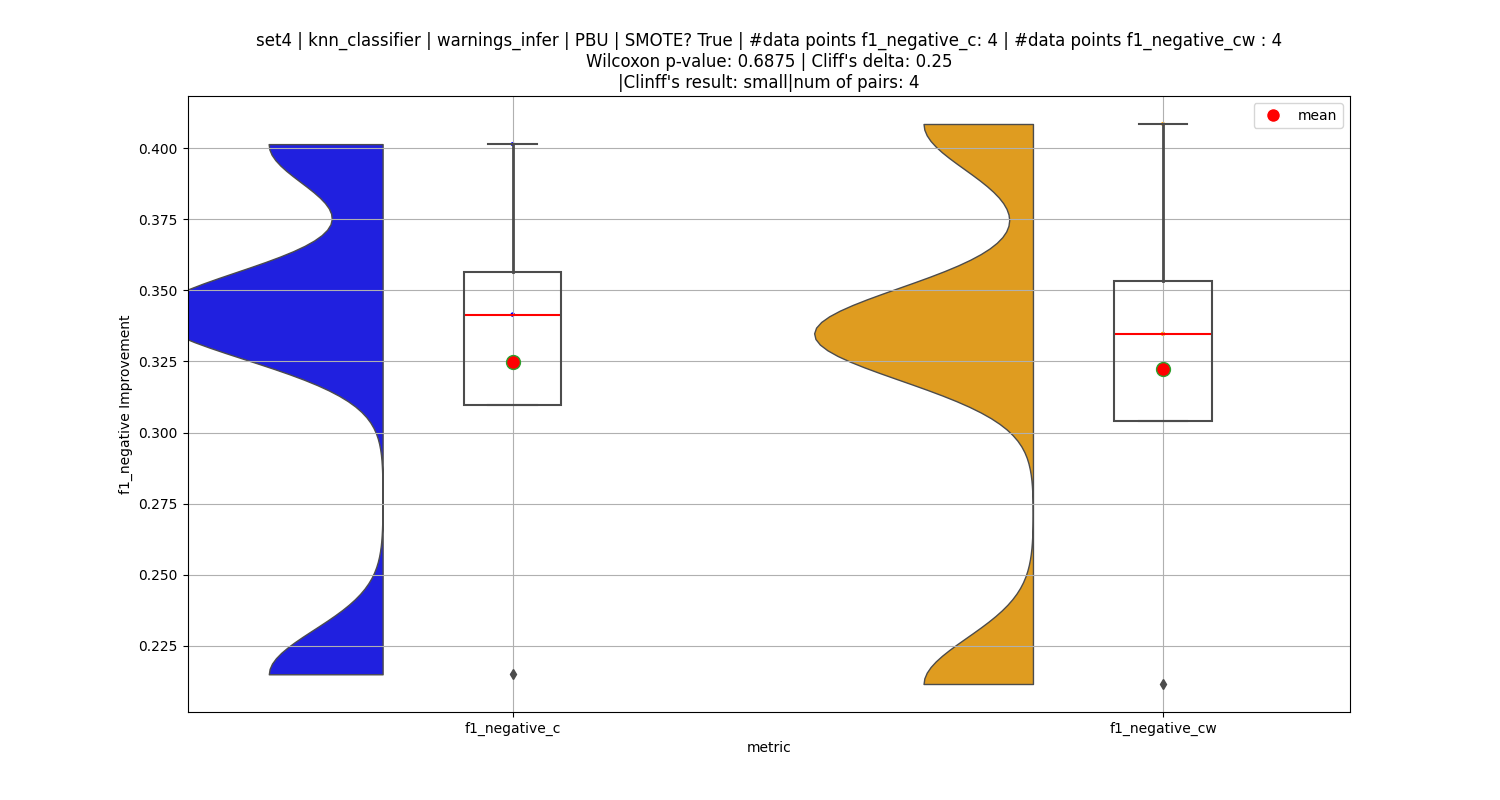 set4 | knn_classifier | warnings_infer | PBU | SMOTE? True | #data points f1_negative_c: 4 | #data points f1_negative_cw : 4
Wilcoxon p-value: 0.6875 | Cliff's delta: 0.25
|Clinff's result: small|num of pairs: 4
mean
0.400
0.375
0.350
0.325
0.300
0.275
0.250
0.225
f1_negative Improvement
f1_negative_c
f1_negative_cw
metric